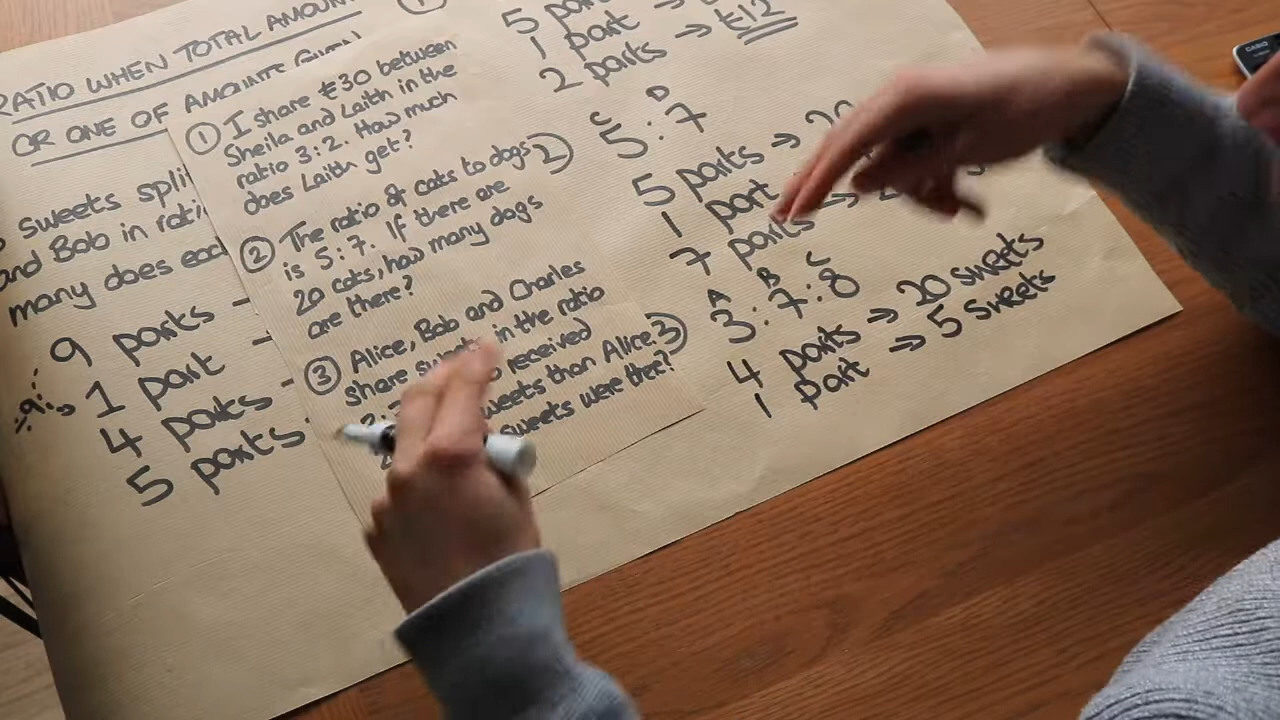 RATIO WHEN TOTAL AMOUNT
OR ONE OF AMOUNTS GIVEN
sweets
and Bob in
many does each
9 parts
÷9
1 part
4 parts
5 parts
① I share £30 between
Sheila and Laith in the
ratio 3:2. How much
does Laith get?
② The ratio of cats to dogs
is 5:7. If there are
20 cats, how many dogs
are there?
③ Alice, Bob and Charles
share in the ratio
received
sweets than Alice.
sweets were there?
5
1 part →
2 parts → £12
2)
C D
5:7
5 parts → 20
1 part
7 parts →
3)
A B C
3:7:8
4 parts → 20 sweets
1 part → 5 sweets
CASIO